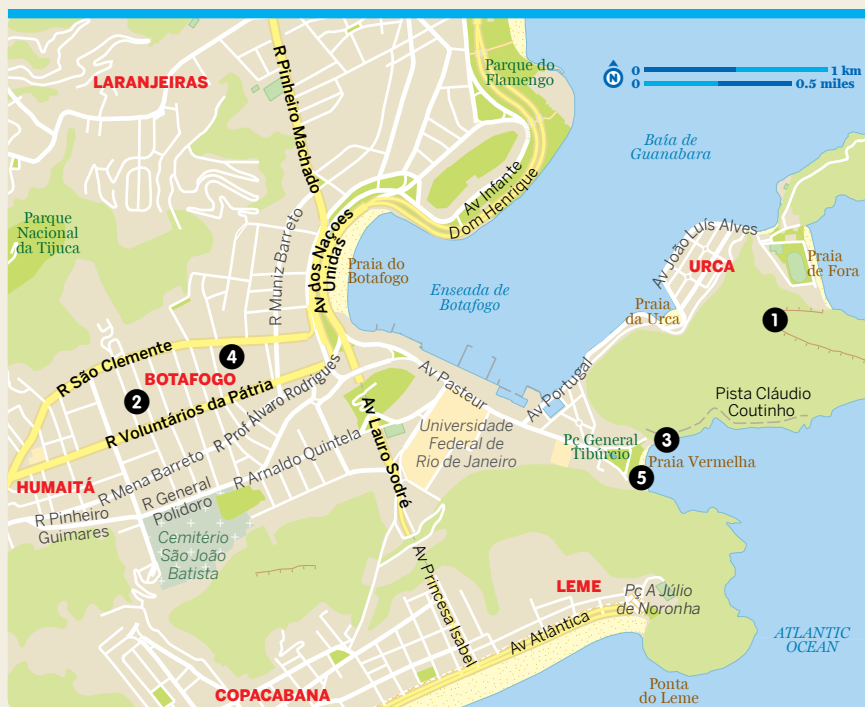 LARANJEIRAS
R Pinheiro Machado
Parque do
Flamengo
N
0
1 km
0
0.5 miles
Baía de
Guanabara
Av Infante
Dom Henrique
Parque
Nacional
da Tijuca
R Muniz Barreto
Av dos Naçoes
Unidas
Praia do
Botafogo
Enseada de
Botafogo
Av João Luís Alves
URCA
Praia
de Fora
Praia
da Urca
1
R São Clemente
4
BOTAFOGO
2
R Voluntários da Pátria
R Prof Álvaro Rodrigues
Av Pasteur
Av Portugal
Pista Cláudio
Coutinho
Av Lauro Sodré
Universidade
Federal de
Rio de Janeiro
Pç General
Tibúrcio
3
Praia Vermelha
5
HUMAITÁ
R Mena Barreto
R Arnaldo Quintela
R General
Polidoro
R Pinheiro
Guimares
Cemitério
São João
Batista
Av Princesa Isabel
LEME
Pç A Júlio
de Noronha
Av Atlântica
ATLANTIC
OCEAN
COPACABANA
Ponta
do Leme